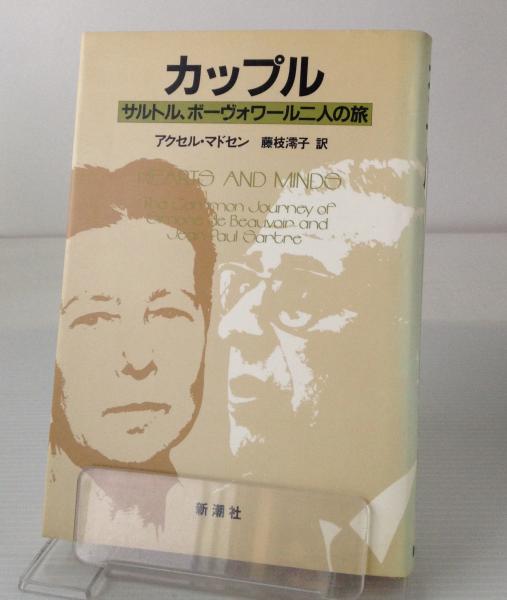 カップル
サルトル、ボーヴォワール二人の旅
アクセル・マドセン 藤枝澪子 訳
HEARTS AND MINDS
The Common Journey of
Simone de Beauvoir and
Jean-Paul Sartre
新潮社